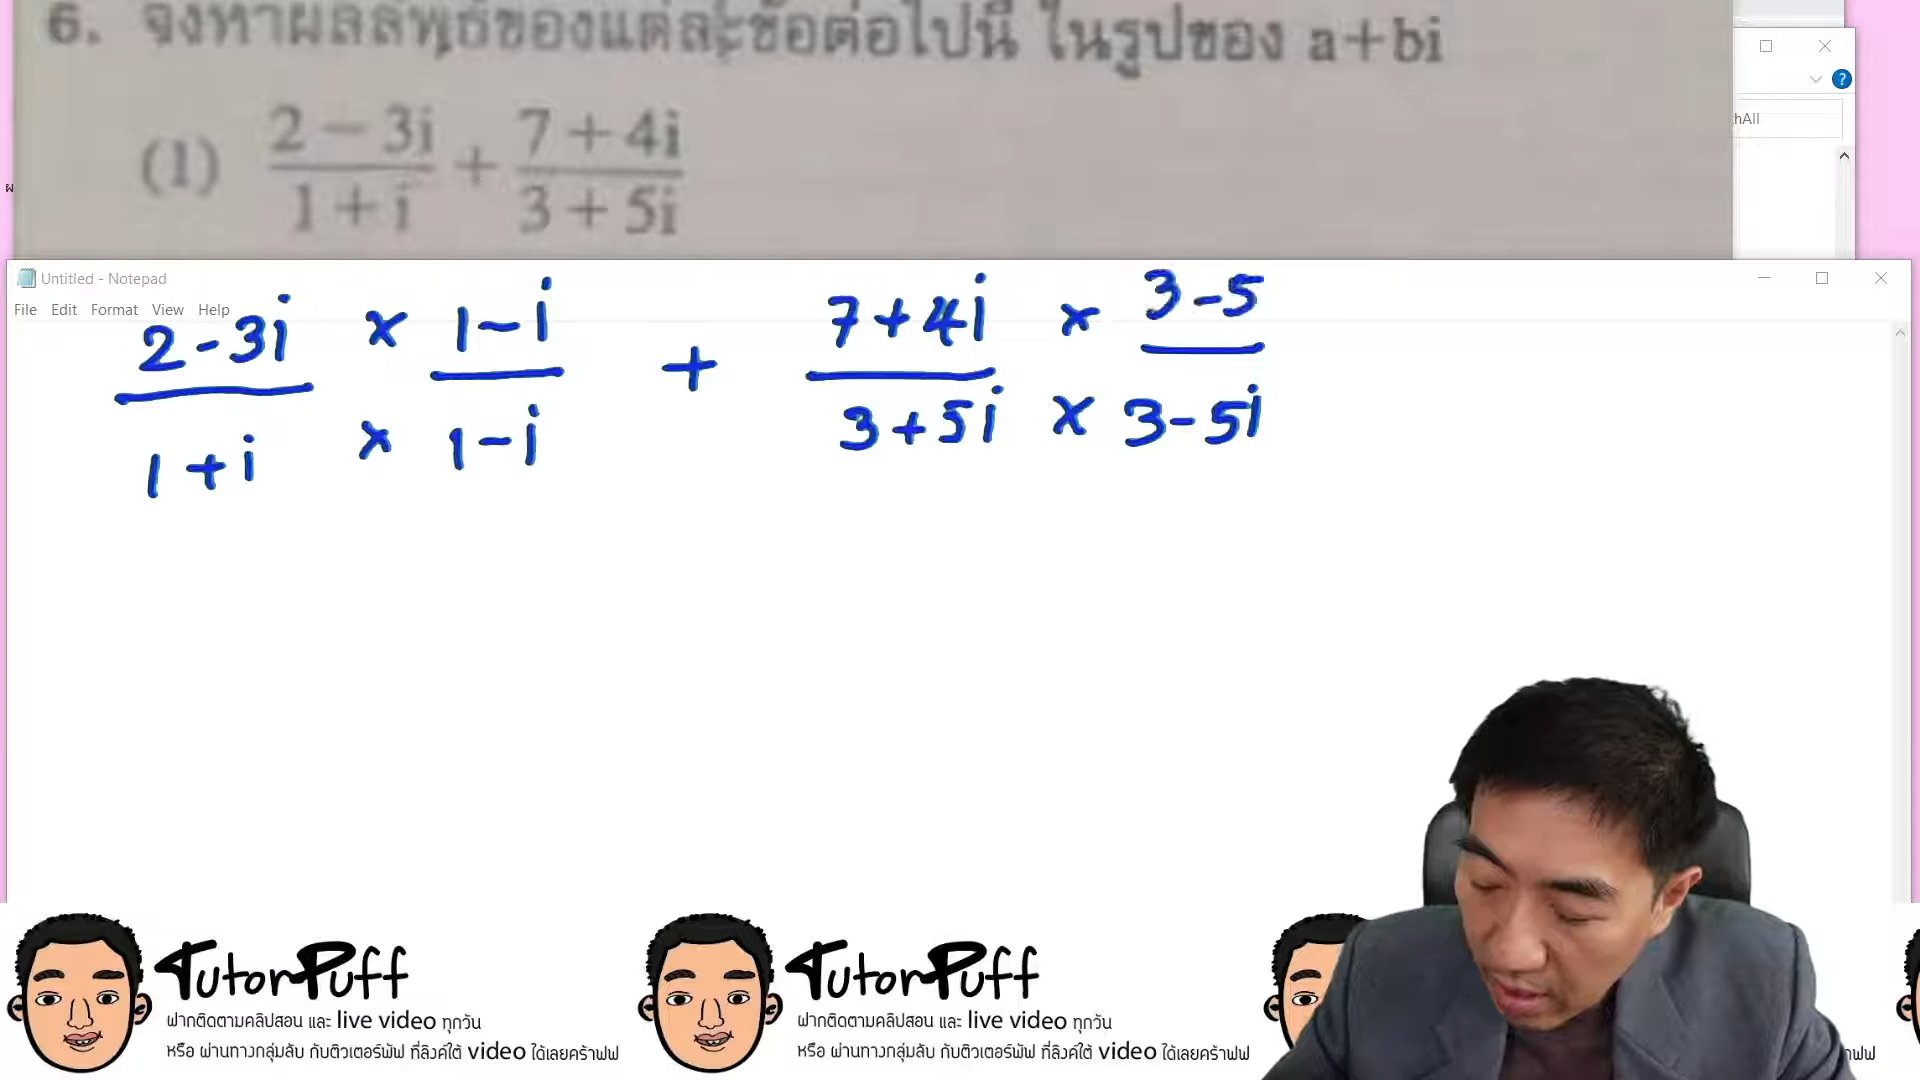 6. จงหาผลลัพธ์ของแต่ละข้อต่อไปนี้ ในรูปของ a+bi
(1) 2-3i/1+i + 7+4i/3+5i
hAll
Untitled - Notepad
File Edit Format View Help
2-3i × 1-i + 7+4i × 3-5
1+i × 1-i 3+5i × 3-5i
TutorPuff TutorPuff
ฝากติดตามคลิปสอน และ live video ทุกวัน ฝากติดตามคลิปสอน และ live video ทุกวัน
หรือ ผ่านทางกลุ่มลับ กับติวเตอร์พัฟ ที่ลิงค์ใต้ video ได้เลยคร้าฟฟ หรือ ผ่านทางกลุ่มลับ กับติวเตอร์พัฟ ที่ลิงค์ใต้ video ได้เลยคร้าฟฟ